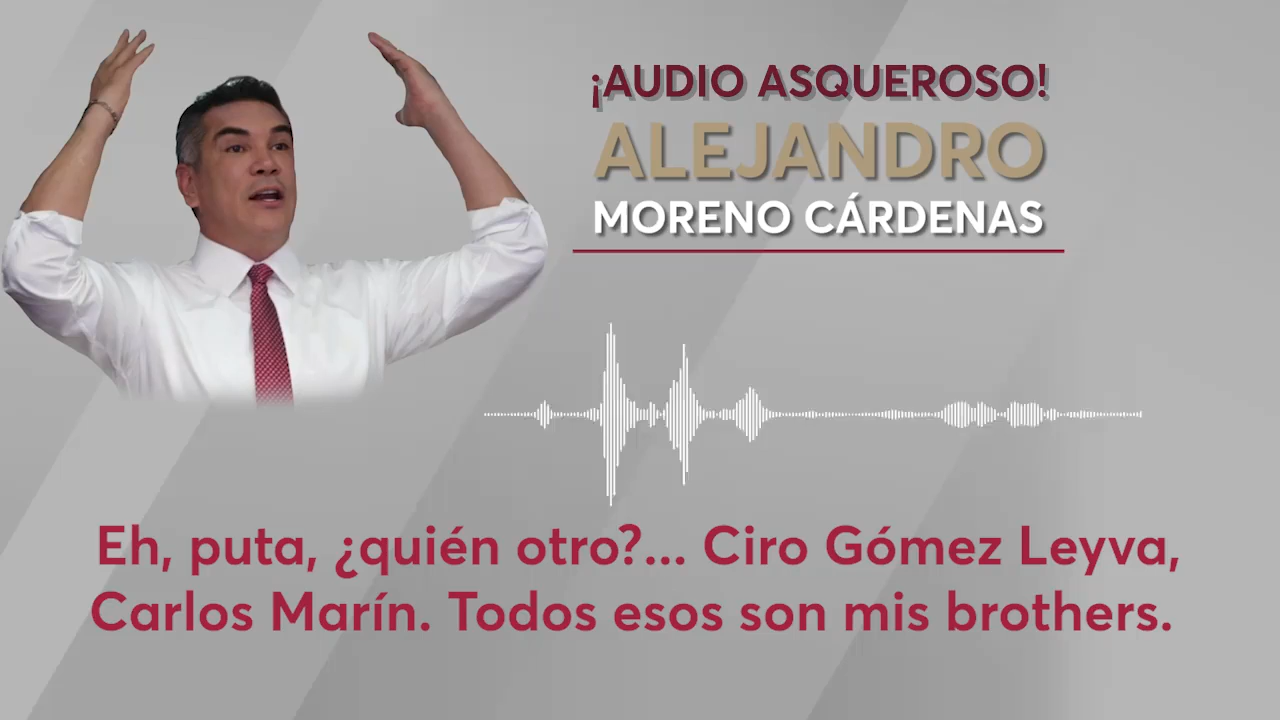 ¡AUDIO ASQUEROSO!
ALEJANDRO
MORENO CÁRDENAS
Eh, puta, ¿quién otro?... Ciro Gómez Leyva,
Carlos Marín. Todos esos son mis brothers.